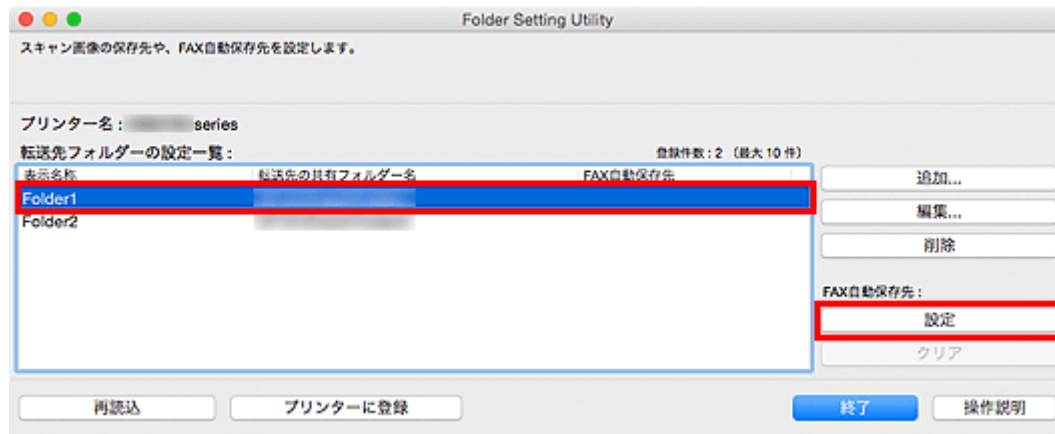 Folder Setting Utility
スキャン画像の保存先や、FAX自動保存先を設定します。
プリンター名： series
転送先フォルダーの設定一覧： 登録件数：2 （最大 10 件）
表示名称 転送先の共有フォルダー名 FAX自動保存先
Folder1
Folder2
追加...
編集...
削除
FAX自動保存先：
設定
クリア
再読込 プリンターに登録 終了 操作説明